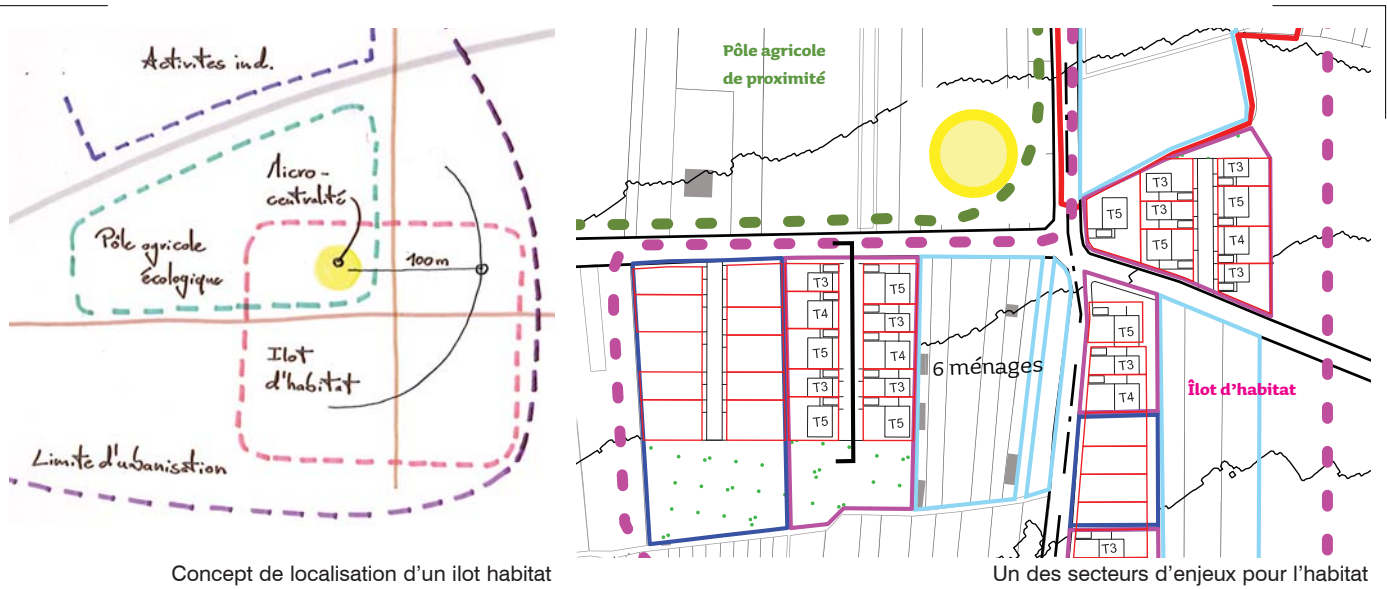 Activites ind.
Micro-
centralité
Pôle agricole
écologique
100m
Ilot
d'habitat
Limite d'ubanisation
Concept de localisation d'un ilot habitat
Pôle agricole
de proximité
T3
T5
T3
T3
T5
T5
T4
T3
T3
T5
T4
T3
T5
T4
T3
T3
T5
T5
6 ménages
T5
T3
T4
Îlot d'habitat
T3
Un des secteurs d'enjeux pour l'habitat